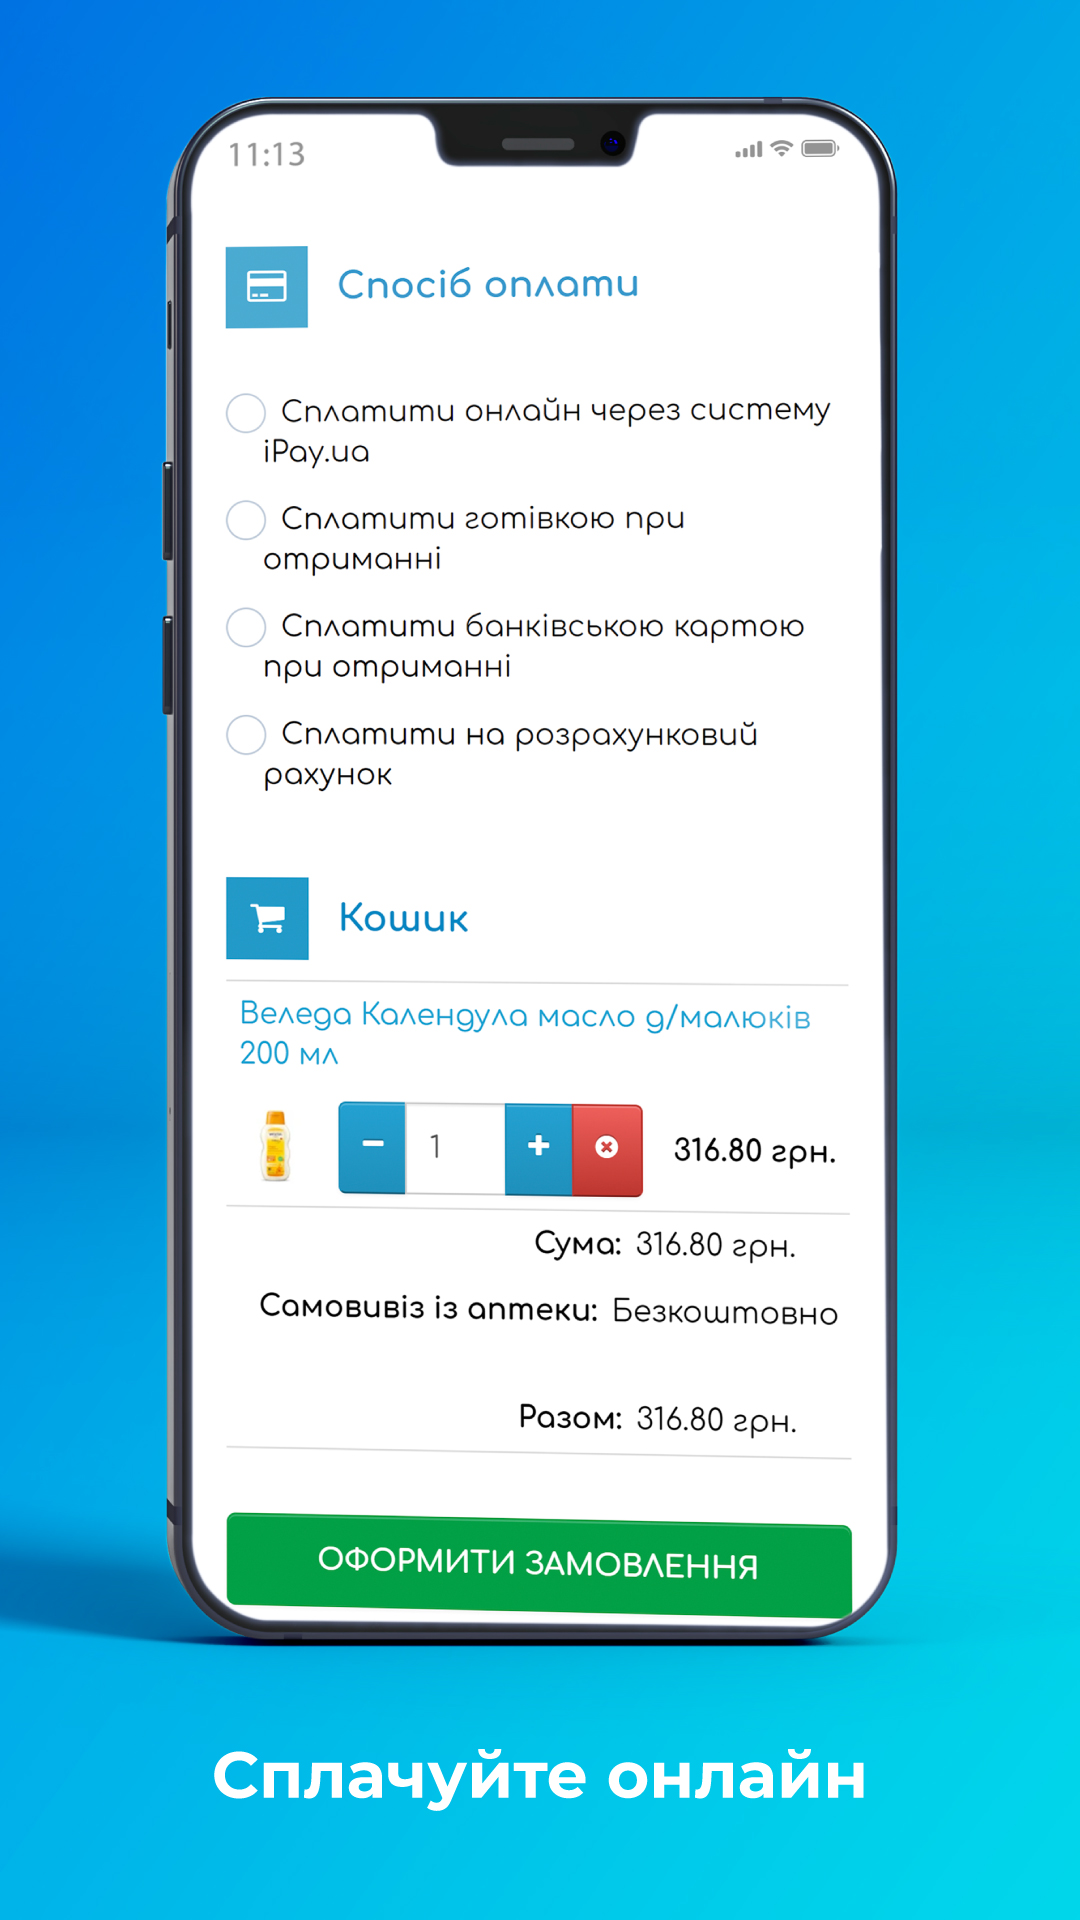 11:13
Спосіб оплати
Сплатити онлайн через систему
iPay.ua
Сплатити готівкою при
отриманні
Сплатити банківською картою
при отриманні
Сплатити на розрахунковий
рахунок
Кошик
Веледа Календула масло д/малюків
200 мл
1 316.80 грн.
Сума: 316.80 грн.
Самовивіз із аптеки: Безкоштовно
Разом: 316.80 грн.
ОФОРМИТИ ЗАМОВЛЕННЯ
Сплачуйте онлайн